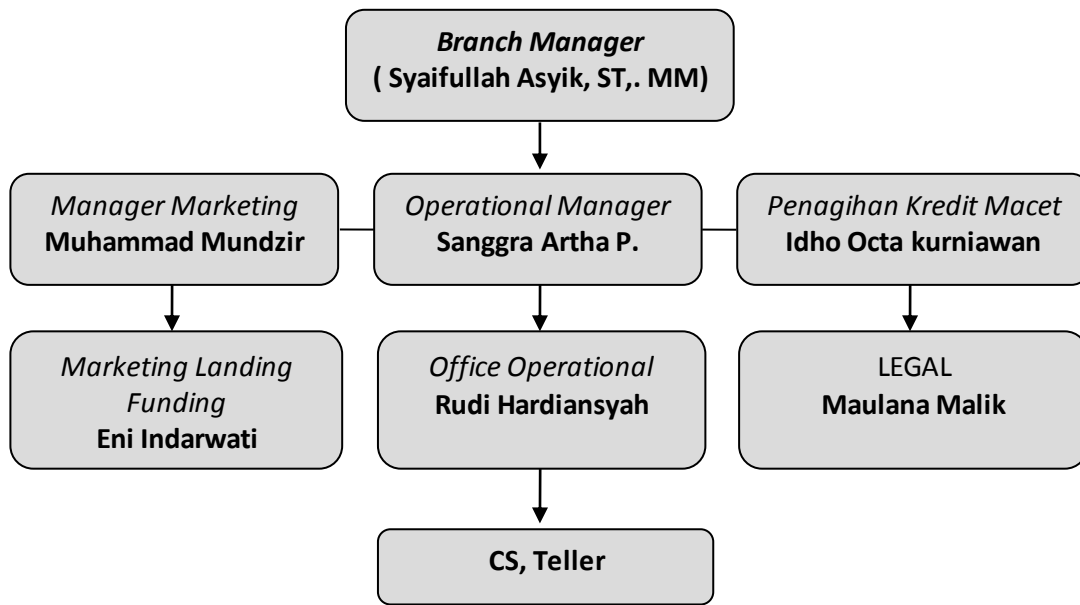 Branch Manager
( Syaifullah Asyik, ST,. MM)
Manager Marketing
Muhammad Mundzir
Operational Manager
Sanggra Artha P.
Penagihan Kredit Macet
Idho Octa kurniawan
Marketing Landing
Funding
Eni Indarwati
Office Operational
Rudi Hardiansyah
LEGAL
Maulana Malik
CS, Teller